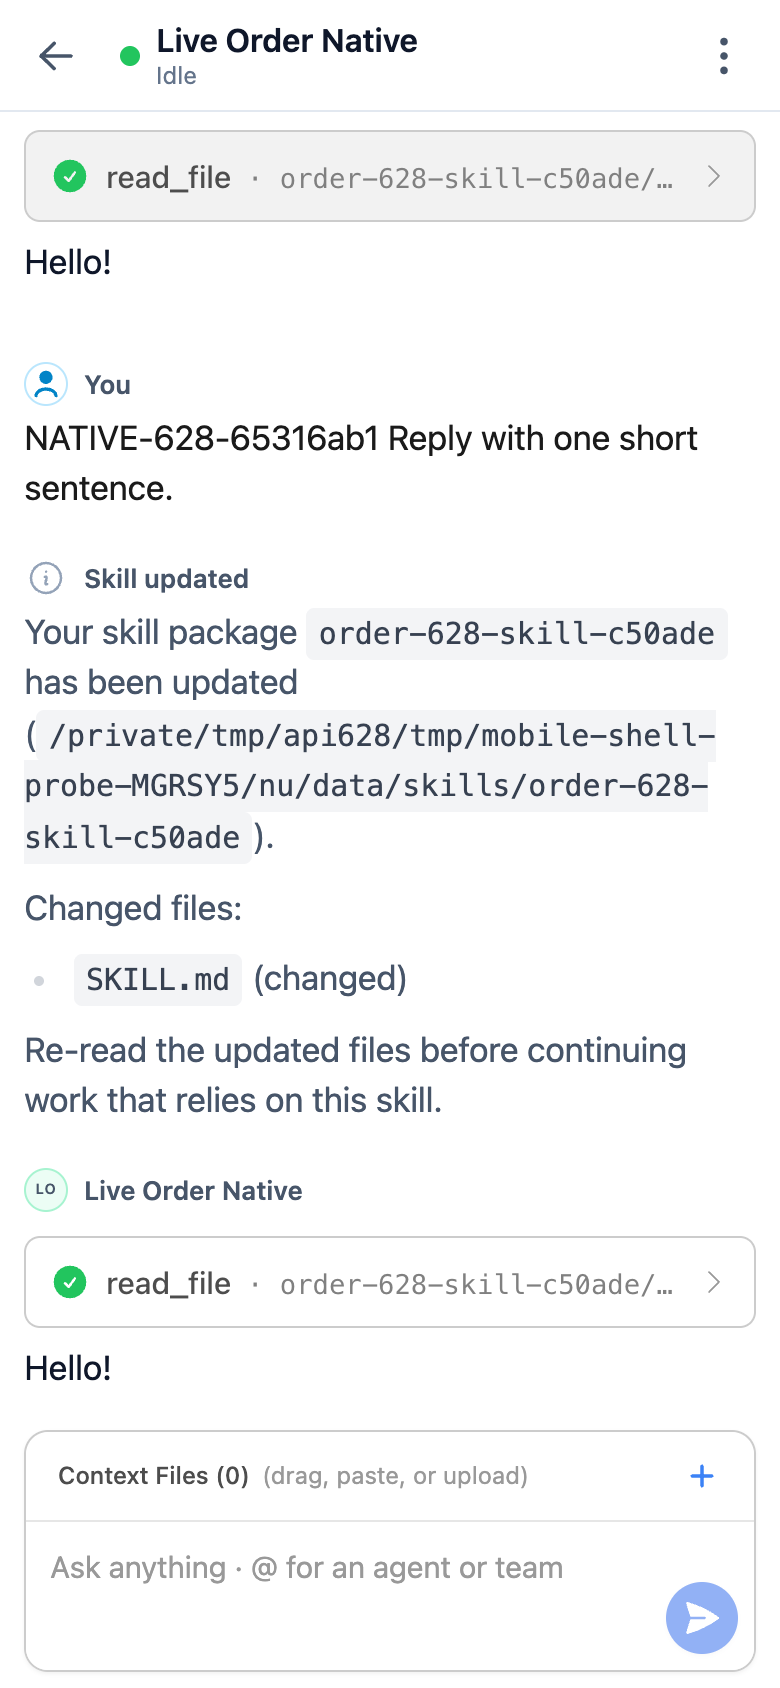 Live Order Native
Idle
read_file · order-628-skill-c50ade/…
Hello!
You
NATIVE-628-65316ab1 Reply with one short
sentence.
Skill updated
Your skill package order-628-skill-c50ade
has been updated
( /private/tmp/api628/tmp/mobile-shell-
probe-MGRSY5/nu/data/skills/order-628-
skill-c50ade ).
Changed files:
SKILL.md (changed)
Re-read the updated files before continuing
work that relies on this skill.
LO Live Order Native
read_file · order-628-skill-c50ade/…
Hello!
Context Files (0) (drag, paste, or upload)
Ask anything · @ for an agent or team